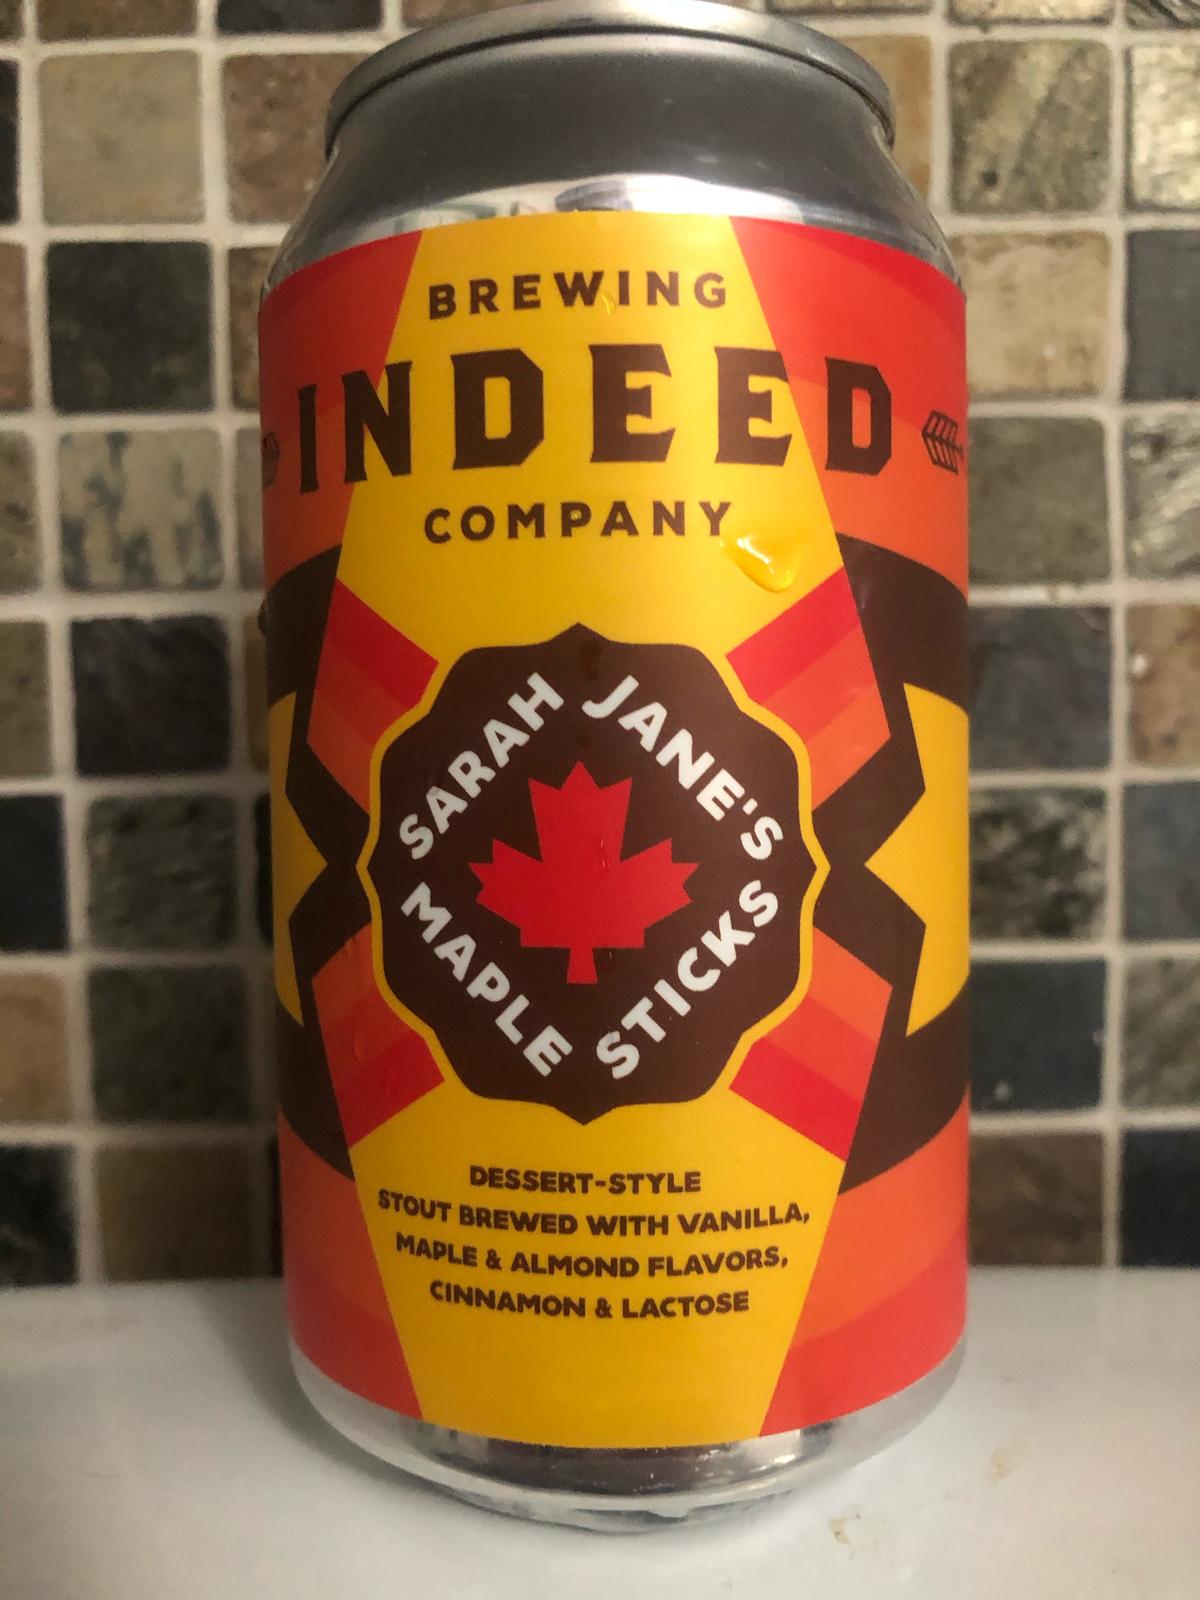 BREWING
INDEED
COMPANY
SARAH JANE'S
MAPLE STICKS
DESSERT-STYLE
STOUT BREWED WITH VANILLA,
MAPLE & ALMOND FLAVORS,
CINNAMON & LACTOSE